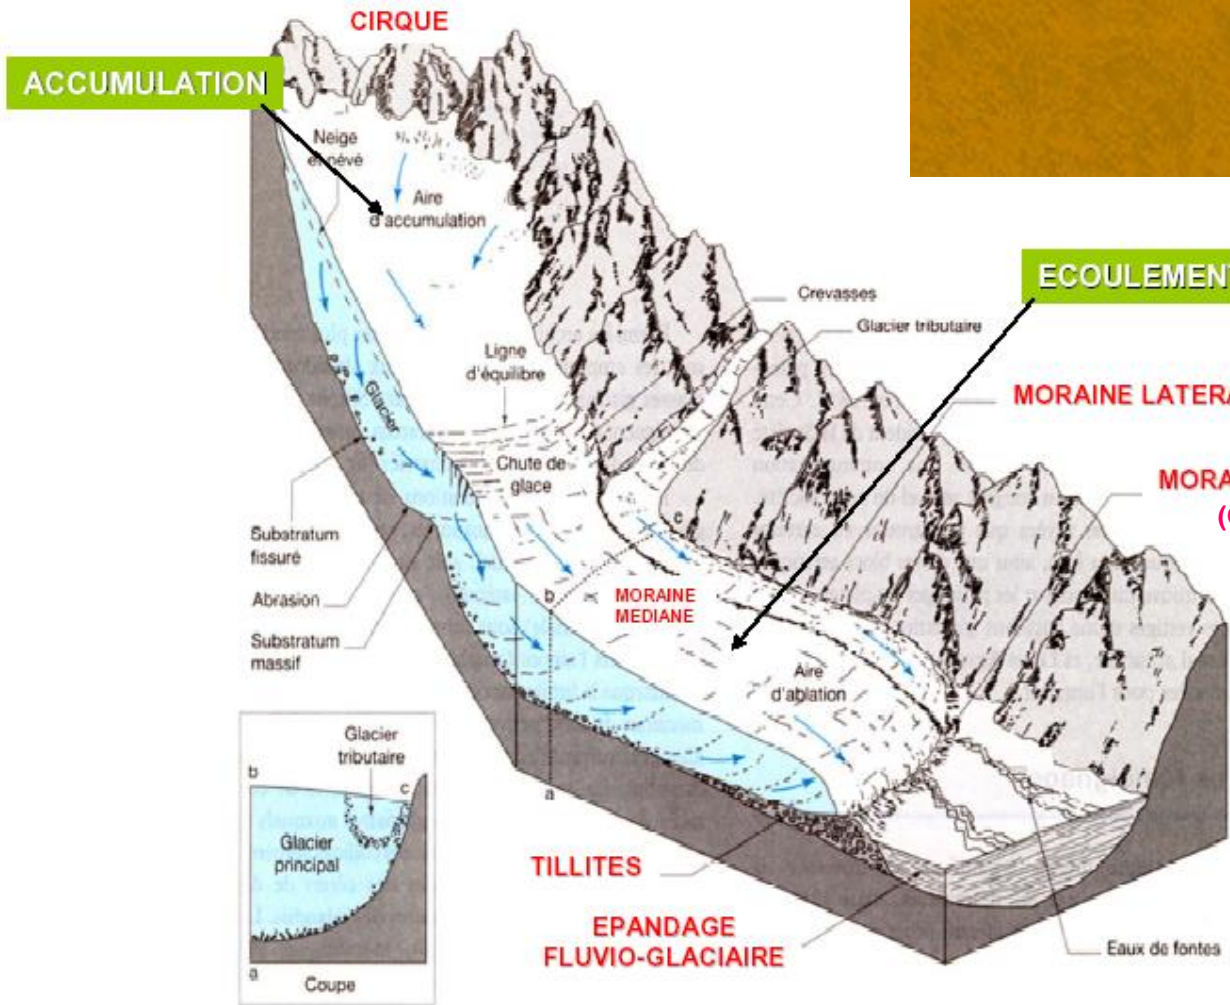 CIRQUE
ACCUMULATION
Neige
et névé
Aire
d'accumulation
ECOULEMENT
Crevasses
Glacier tributaire
Ligne
d'équilibre
MORAINE LATERA
Glacier
Chute de
glace
MORA
(
Substratum
fissuré
c
Abrasion
b
MORAINE
MEDIANE
Substratum
massif
Aire
d'ablation
Glacier
tributaire
b
c
a
Glacier
principal
TILLITES
EPANDAGE
FLUVIO-GLACIAIRE
Eaux de fontes
a
Coupe